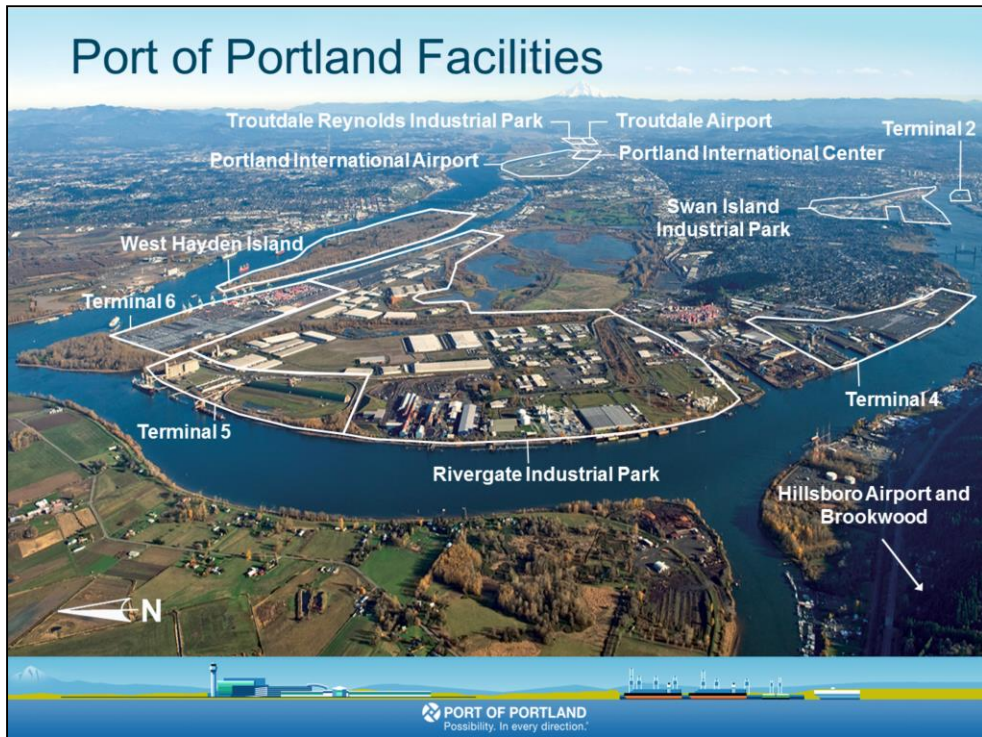 Port of Portland Facilities
Troutdale Reynolds Industrial Park
Troutdale Airport
Terminal 2
Portland International Airport
Portland International Center
Swan Island
Industrial Park
West Hayden Island
Terminal 6
Terminal 4
Terminal 5
Rivergate Industrial Park
Hillsboro Airport and
Brookwood
N
PORT OF PORTLAND
Possibility. In every direction.